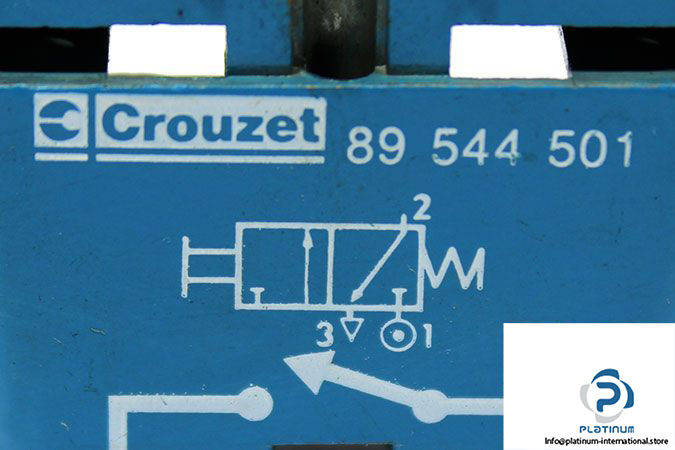 Crouzet 89 544 501
2
3 1
PLATINUM
Info@platinum-international.store